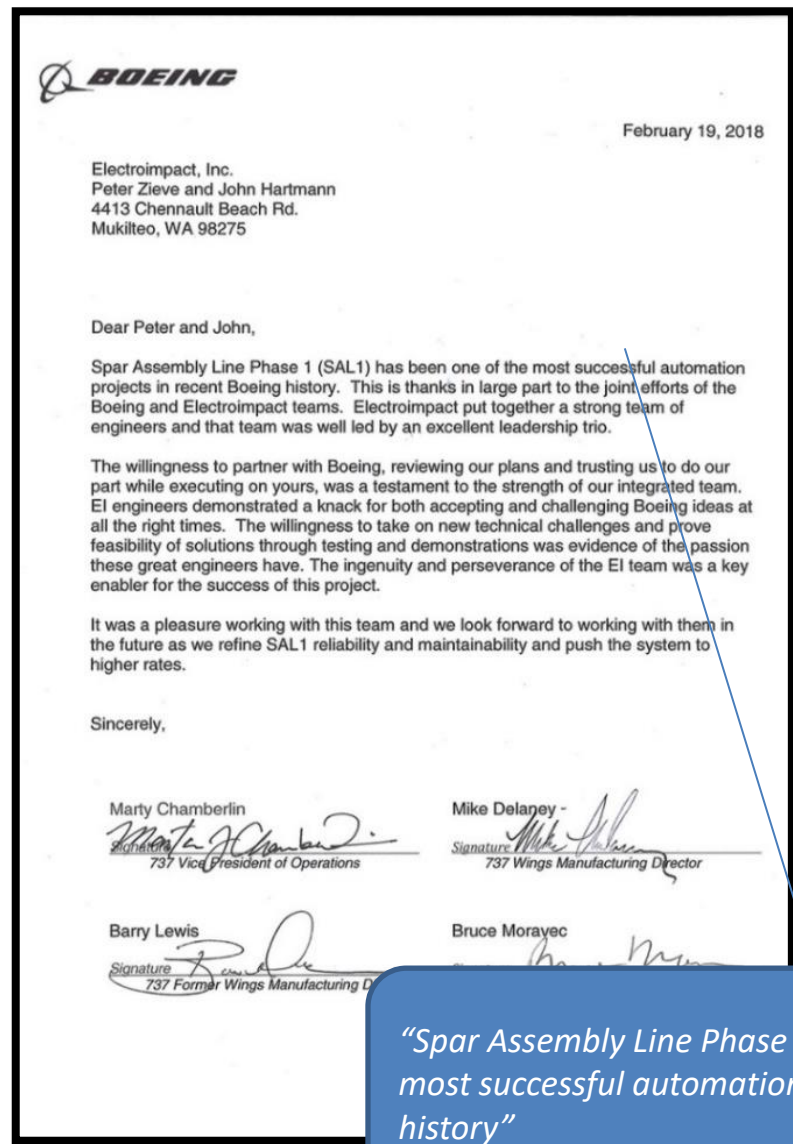 BOEING
February 19, 2018
Electroimpact, Inc.
Peter Zieve and John Hartmann
4413 Chennault Beach Rd.
Mukilteo, WA 98275
Dear Peter and John,
Spar Assembly Line Phase 1 (SAL1) has been one of the most successful automation
projects in recent Boeing history. This is thanks in large part to the joint efforts of the
Boeing and Electroimpact teams. Electroimpact put together a strong team of
engineers and that team was well led by an excellent leadership trio.
The willingness to partner with Boeing, reviewing our plans and trusting us to do our
part while executing on yours, was a testament to the strength of our integrated team.
EI engineers demonstrated a knack for both accepting and challenging Boeing ideas at
all the right times. The willingness to take on new technical challenges and prove
feasibility of solutions through testing and demonstrations was evidence of the passion
these great engineers have. The ingenuity and perseverance of the EI team was a key
enabler for the success of this project.
It was a pleasure working with this team and we look forward to working with them in
the future as we refine SAL1 reliability and maintainability and push the system to
higher rates.
Sincerely,
Marty Chamberlin
Signature
737 Vice President of Operations
Mike Delaney -
Signature
737 Wings Manufacturing Director
Barry Lewis
Signature
737 Former Wings Manufacturing D
Bruce Moravec
“Spar Assembly Line Phase
most successful automation
history”